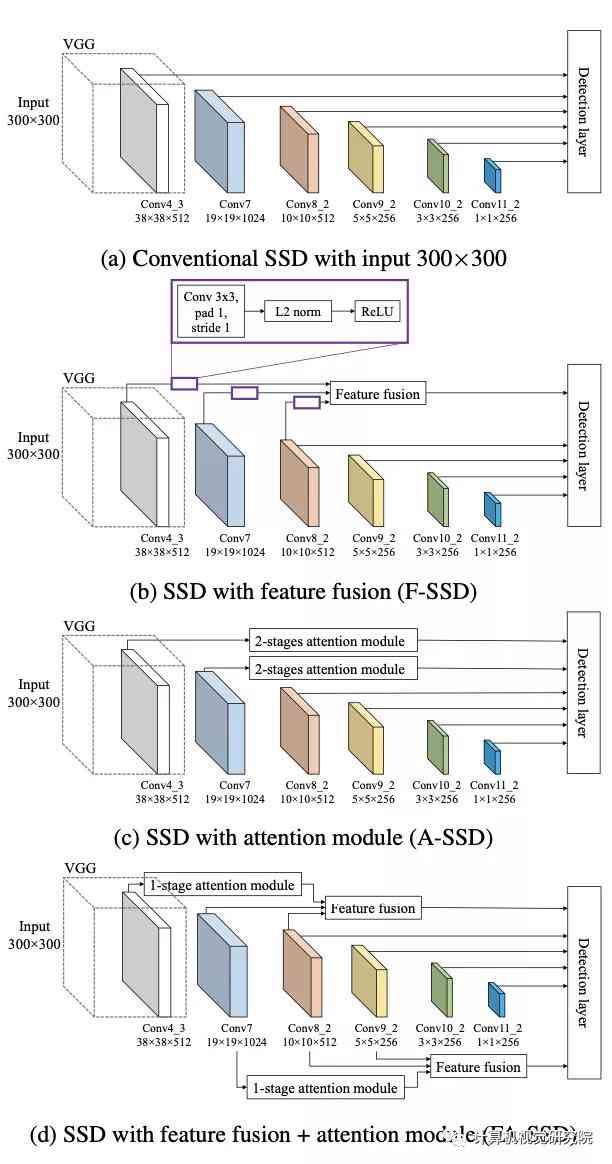 VGG
Input
300×300
Conv4_3
38×38×512
Conv7
19×19×1024
Conv8_2
10×10×512
Conv9_2
5×5×256
Conv10_2
3×3×256
Conv11_2
1×1×256
Detection layer
(a) Conventional SSD with input 300×300
Conv 3x3,
pad 1,
stride 1
L2 norm
ReLU
VGG
Feature fusion
Input
300×300
Conv4_3
38×38×512
Conv7
19×19×1024
Conv8_2
10×10×512
Conv9_2
5×5×256
Conv10_2
3×3×256
Conv11_2
1×1×256
Detection layer
(b) SSD with feature fusion (F-SSD)
VGG
2-stages attention module
2-stages attention module
Input
300×300
Conv4_3
38×38×512
Conv7
19×19×1024
Conv8_2
10×10×512
Conv9_2
5×5×256
Conv10_2
3×3×256
Conv11_2
1×1×256
Detection layer
(c) SSD with attention module (A-SSD)
VGG
1-stage attention module
Feature fusion
Input
300×300
Conv4_3
38×38×512
Conv7
19×19×1024
Conv8_2
10×10×512
Conv9_2
5×5×256
Conv10_2
3×3×256
Conv11_2
1×1×256
Detection layer
Feature fusion
1-stage attention module
(d) SSD with feature fusion + attention module (FA-SSD)
计算机视觉研究院